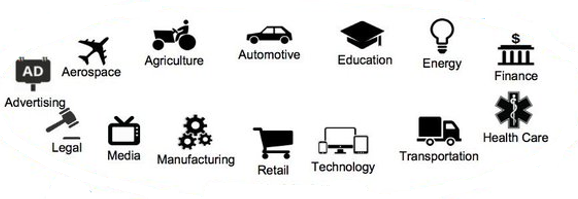 AD
Advertising
Aerospace
Agriculture
Automotive
Education
Energy
$
Finance
Health Care
Legal
Media
Manufacturing
Retail
Technology
Transportation